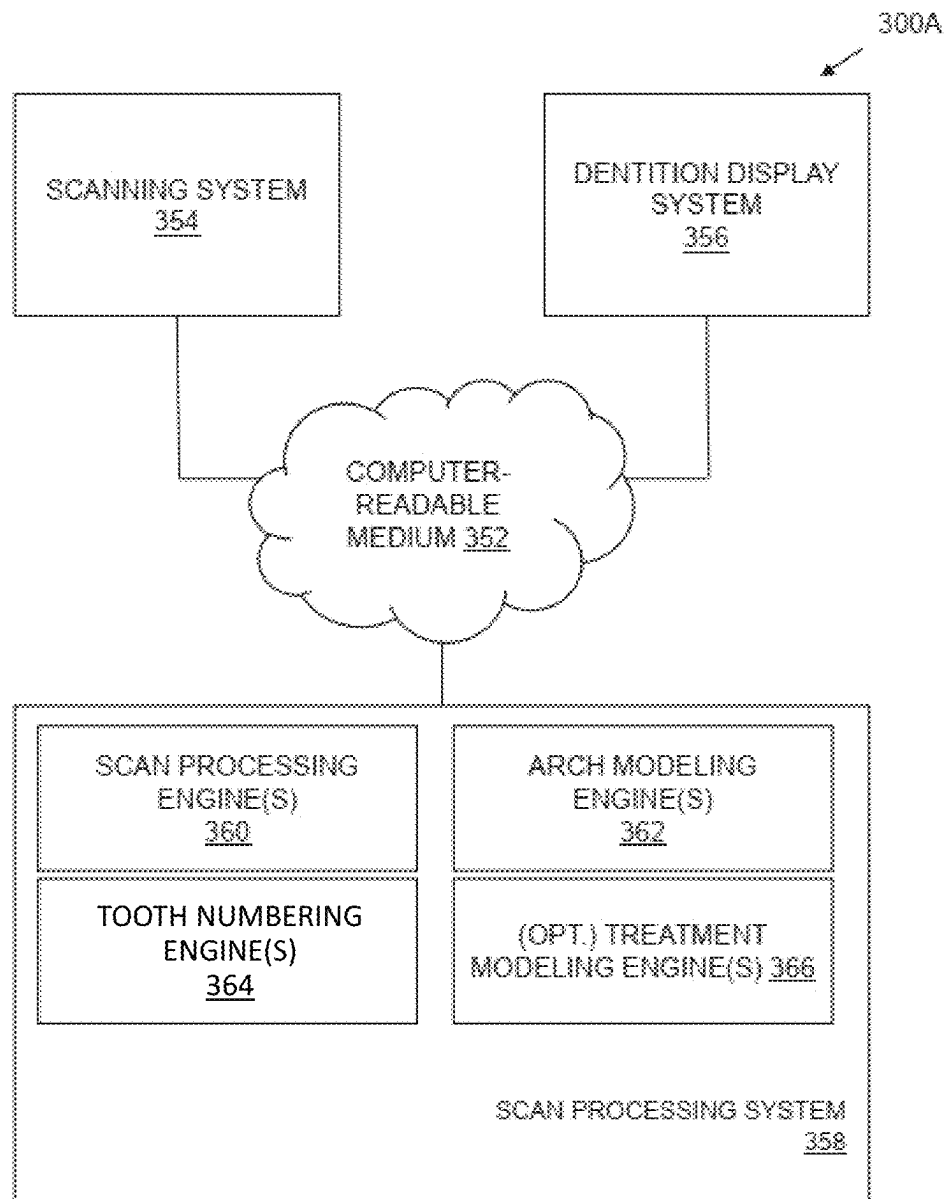 300A
SCANNING SYSTEM
354
DENTITION DISPLAY
SYSTEM
356
COMPUTER-
READABLE
MEDIUM 352
SCAN PROCESSING
ENGINE(S)
360
ARCH MODELING
ENGINE(S)
362
TOOTH NUMBERING
ENGINE(S)
364
(OPT.) TREATMENT
MODELING ENGINE(S) 366
SCAN PROCESSING SYSTEM
358